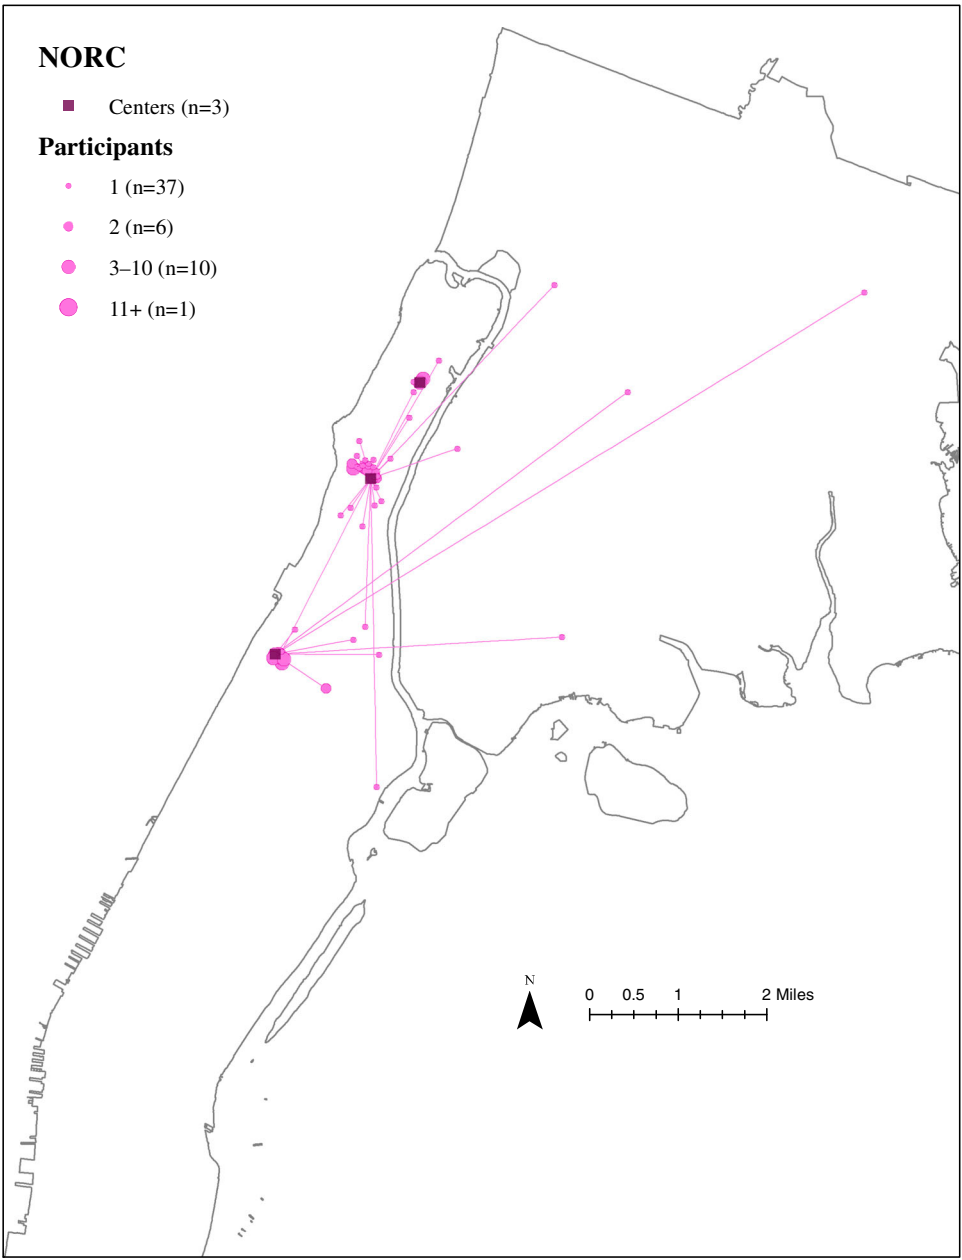 NORC
Centers (n=3)
Participants
1 (n=37)
2 (n=6)
3–10 (n=10)
11+ (n=1)
N
0 0.5 1 2 Miles